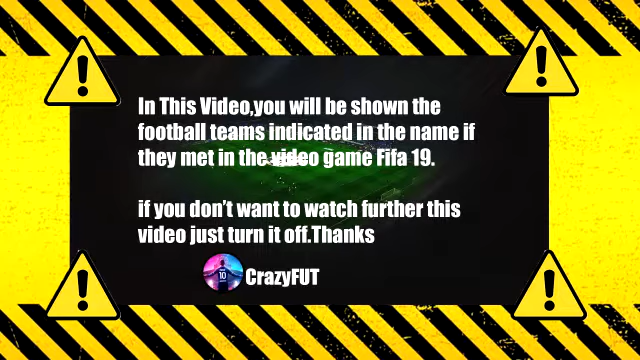 In This Video,you will be shown the
football teams indicated in the name if
they met in the video game Fifa 19.
if you don't want to watch further this
video just turn it off.Thanks
10
CrazyFUT